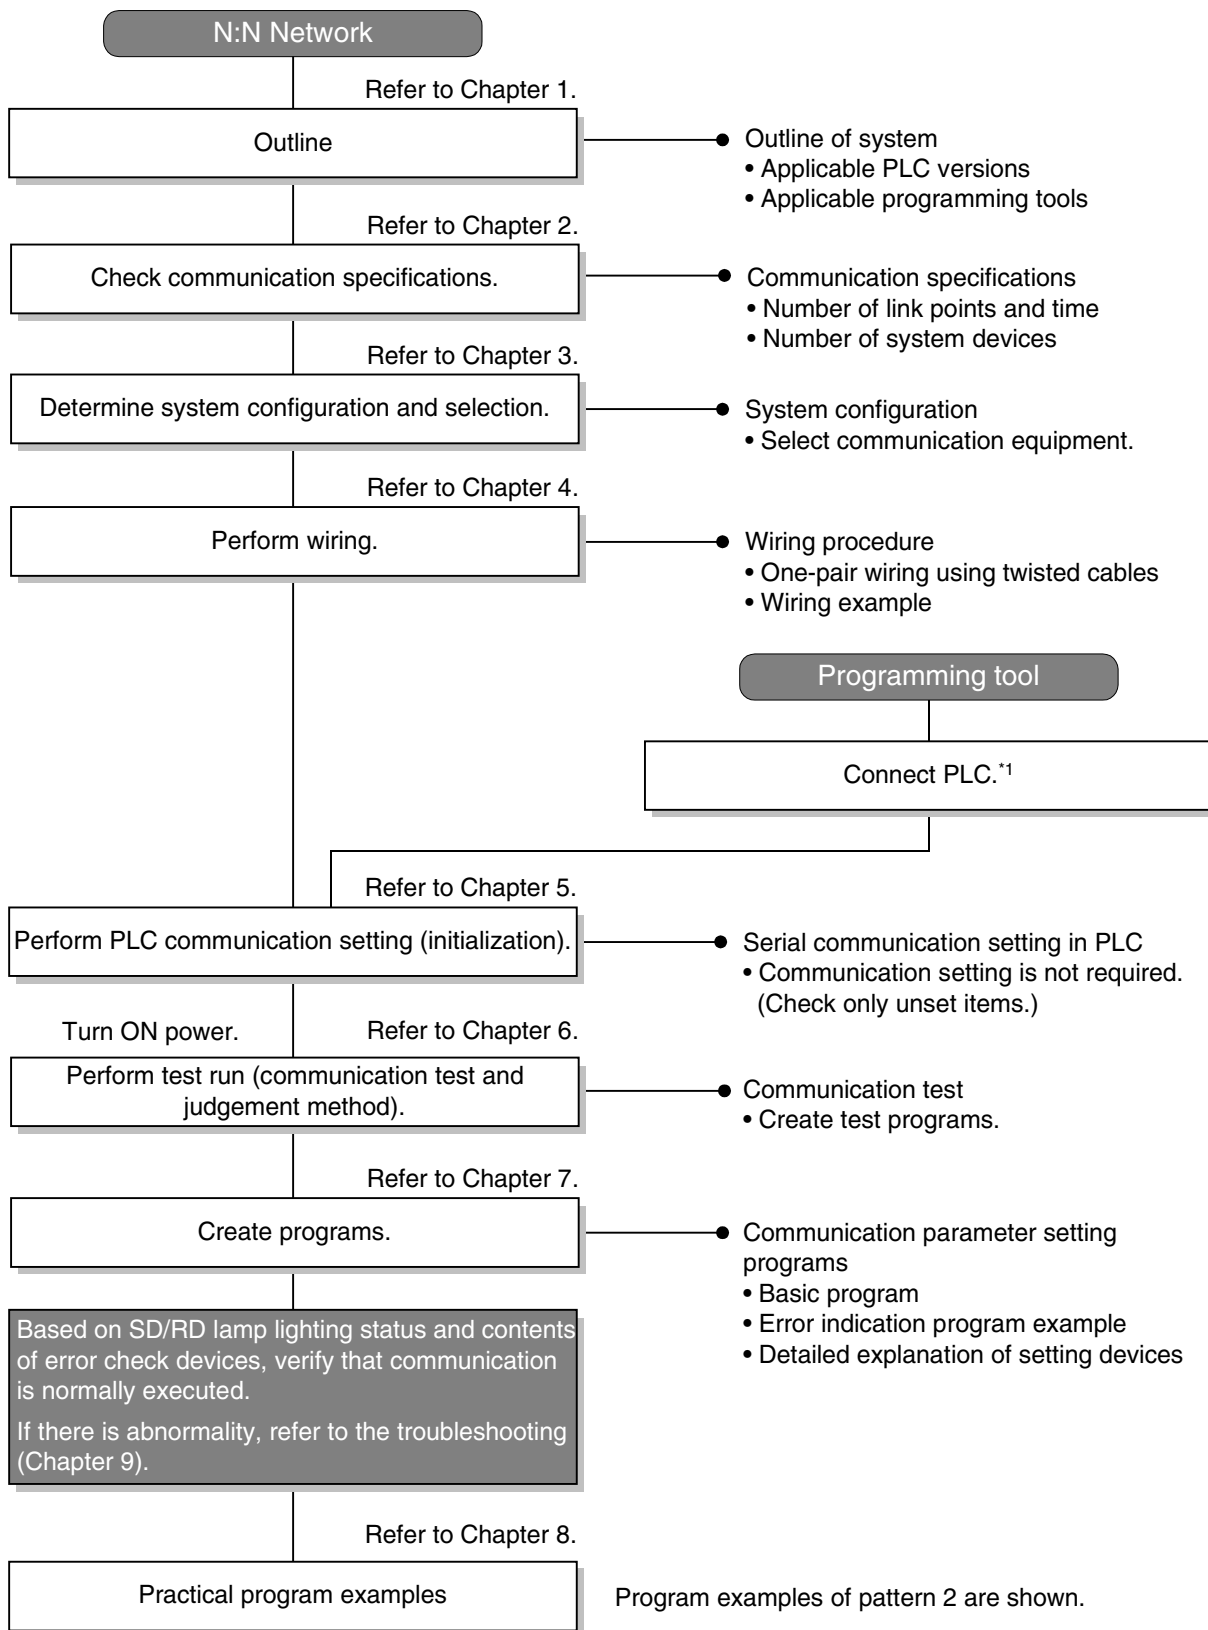 N:N Network
Refer to Chapter 1.
Outline
Outline of system
• Applicable PLC versions
• Applicable programming tools
Refer to Chapter 2.
Check communication specifications.
Communication specifications
• Number of link points and time
• Number of system devices
Refer to Chapter 3.
Determine system configuration and selection.
System configuration
• Select communication equipment.
Refer to Chapter 4.
Perform wiring.
Wiring procedure
• One-pair wiring using twisted cables
• Wiring example
Programming tool
Connect PLC.*1
Refer to Chapter 5.
Perform PLC communication setting (initialization).
Serial communication setting in PLC
• Communication setting is not required.
(Check only unset items.)
Turn ON power.
Refer to Chapter 6.
Perform test run (communication test and
judgement method).
Communication test
• Create test programs.
Refer to Chapter 7.
Create programs.
Communication parameter setting
programs
• Basic program
• Error indication program example
• Detailed explanation of setting devices
Based on SD/RD lamp lighting status and contents
of error check devices, verify that communication
is normally executed.
If there is abnormality, refer to the troubleshooting
(Chapter 9).
Refer to Chapter 8.
Practical program examples
Program examples of pattern 2 are shown.